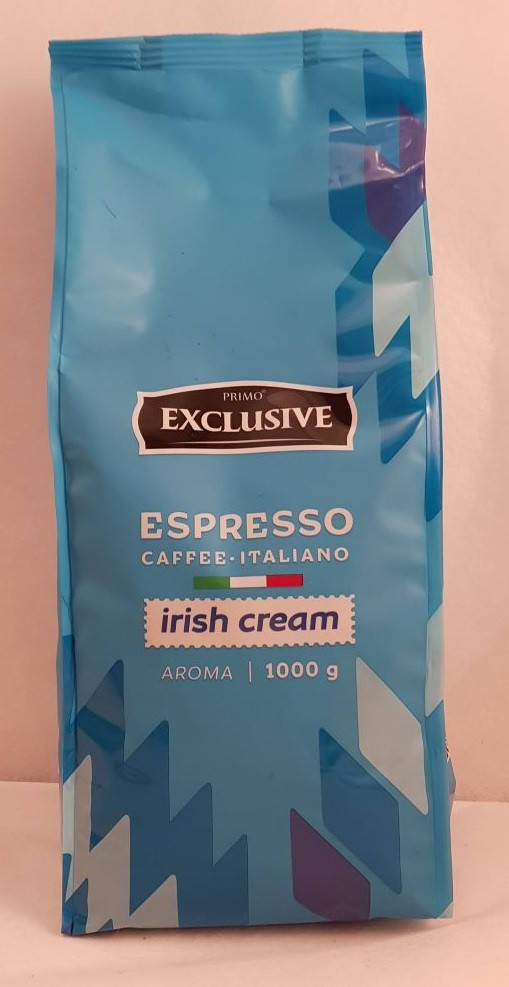 PRIMO®
EXCLUSIVE
ESPRESSO
CAFFEE·ITALIANO
irish cream
AROMA | 1000 g